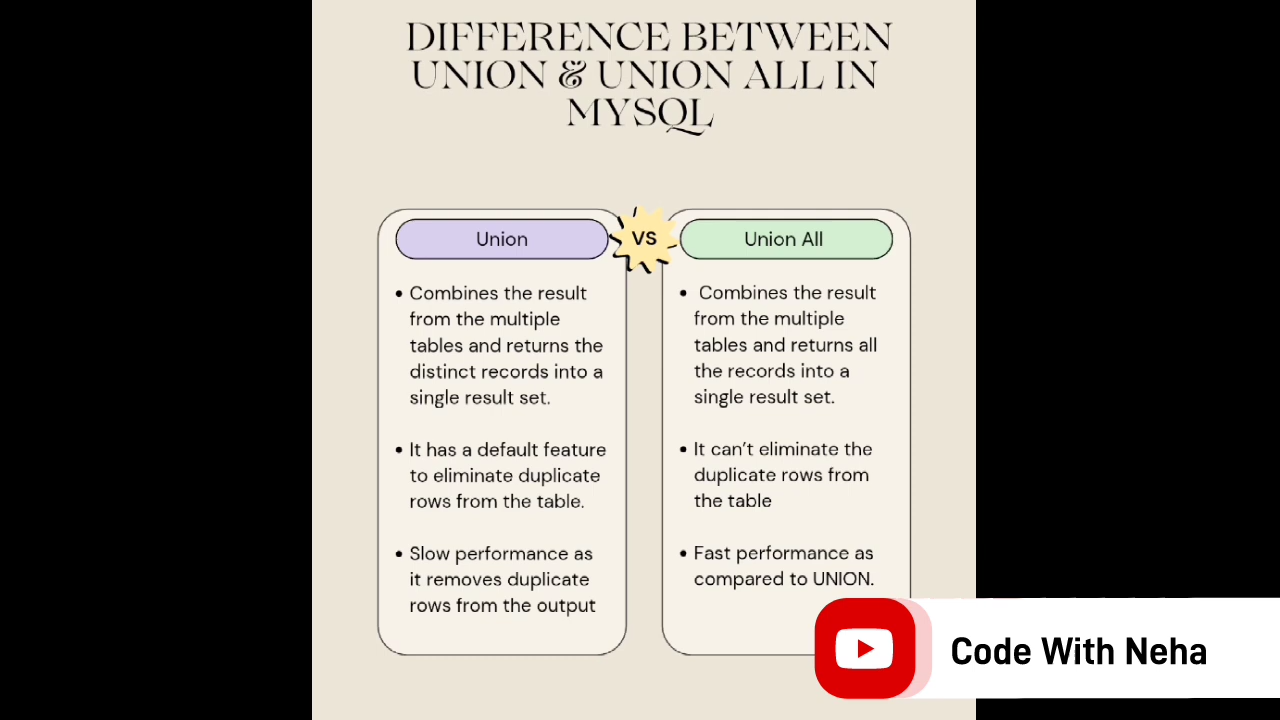 DIFFERENCE BETWEEN
UNION & UNION ALL IN
MYSQL
Union
VS
Union All
• Combines the result
from the multiple
tables and returns the
distinct records into a
single result set.
• It has a default feature
to eliminate duplicate
rows from the table.
• Slow performance as
it removes duplicate
rows from the output
• Combines the result
from the multiple
tables and returns all
the records into a
single result set.
• It can't eliminate the
duplicate rows from
the table
• Fast performance as
compared to UNION.
Code With Neha